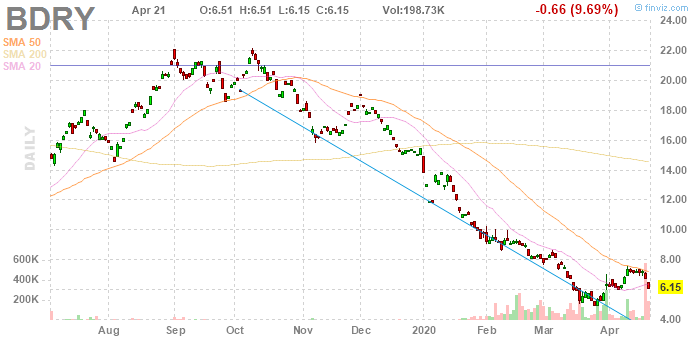 BDRY Apr 21 O:6.51 H:6.51 L:6.15 C:6.15 Vol:198.73K -0.66 (9.69%)
© finviz.com
SMA 50
SMA 200
SMA 20
DAILY
24.00
22.00
20.00
18.00
16.00
14.00
12.00
10.00
8.00
6.15
4.00
600K
400K
200K
Aug Sep Oct Nov Dec 2020 Feb Mar Apr